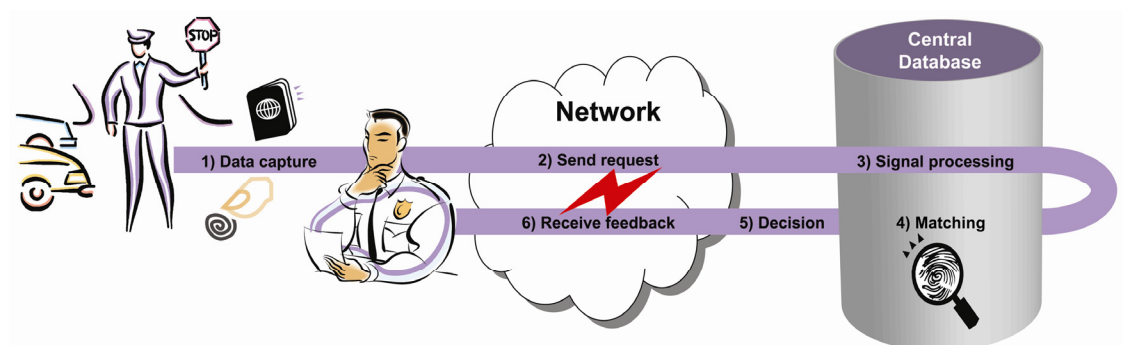 STOP
Central
Database
Network
1) Data capture
2) Send request
3) Signal processing
6) Receive feedback
5) Decision
4) Matching